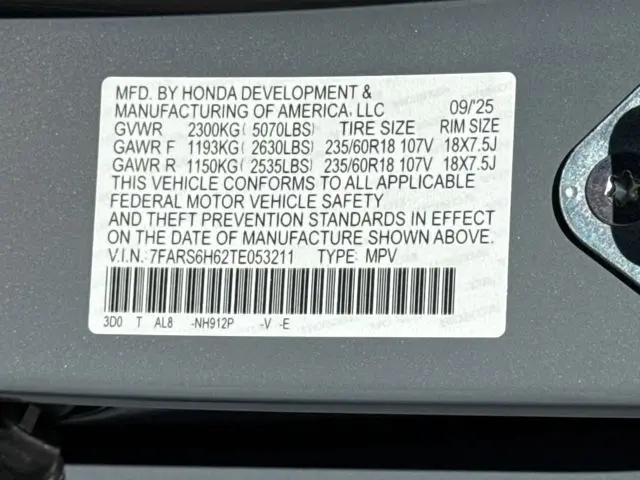 MFD. BY HONDA DEVELOPMENT &
MANUFACTURING OF AMERICA, LLC 09/'25
GVWR 2300KG( 5070LBS) TIRE SIZE RIM SIZE
GAWR F 1193KG( 2630LBS) 235/60R18 107V 18X7.5J
GAWR R 1150KG( 2535LBS) 235/60R18 107V 18X7.5J
THIS VEHICLE CONFORMS TO ALL APPLICABLE
FEDERAL MOTOR VEHICLE SAFETY
AND THEFT PREVENTION STANDARDS IN EFFECT
ON THE DATE OF MANUFACTURE SHOWN ABOVE.
V.I.N.: 7FARS6H62TE053211 TYPE: MPV
3D0 T AL8 -NH912P -V -E